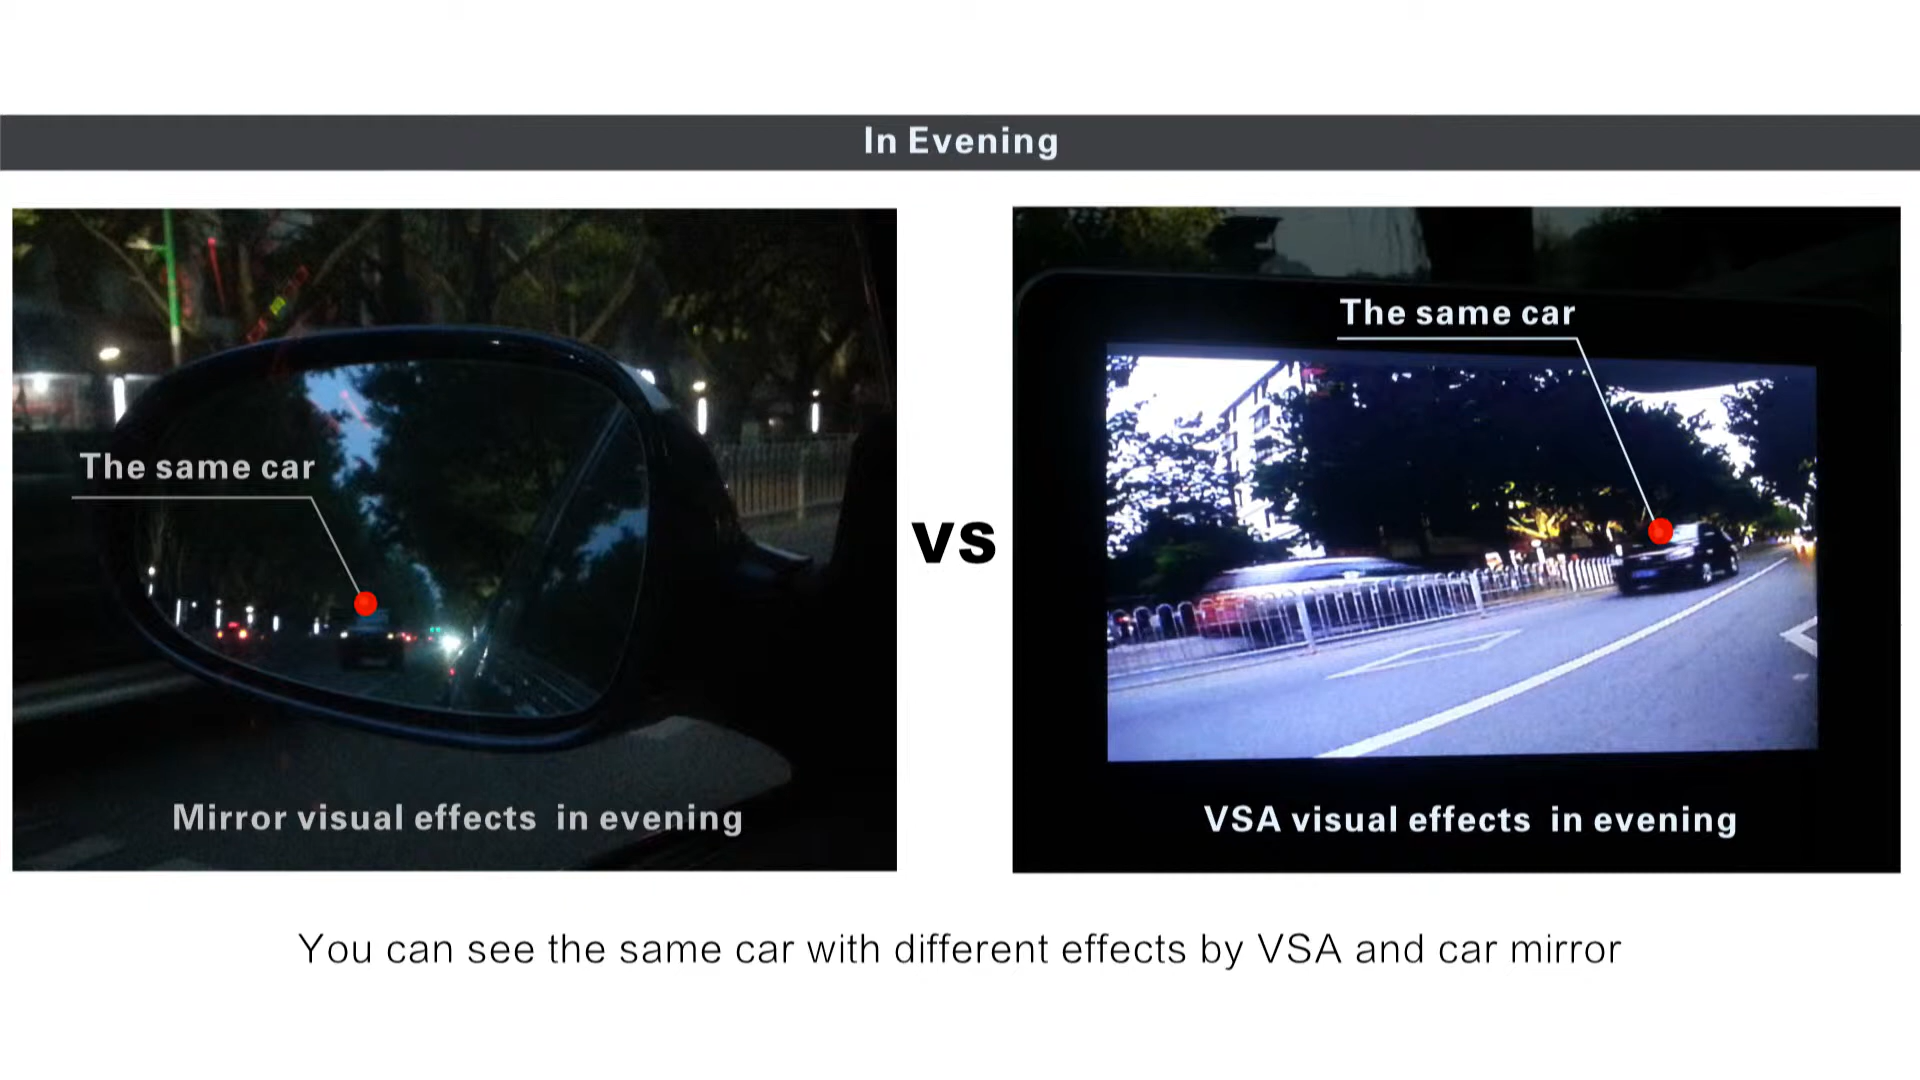 In Evening
The same car
The same car
vs
Mirror visual effects in evening
VSA visual effects in evening
You can see the same car with different effects by VSA and car mirror